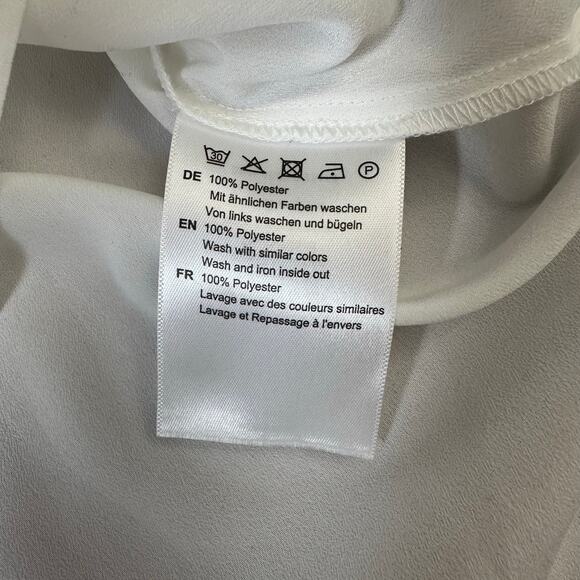 30 P
DE 100% Polyester
Mit ähnlichen Farben waschen
Von links waschen und bügeln
EN 100% Polyester
Wash with similar colors
Wash and iron inside out
FR 100% Polyester
Lavage avec des couleurs similaires
Lavage et Repassage à l'envers